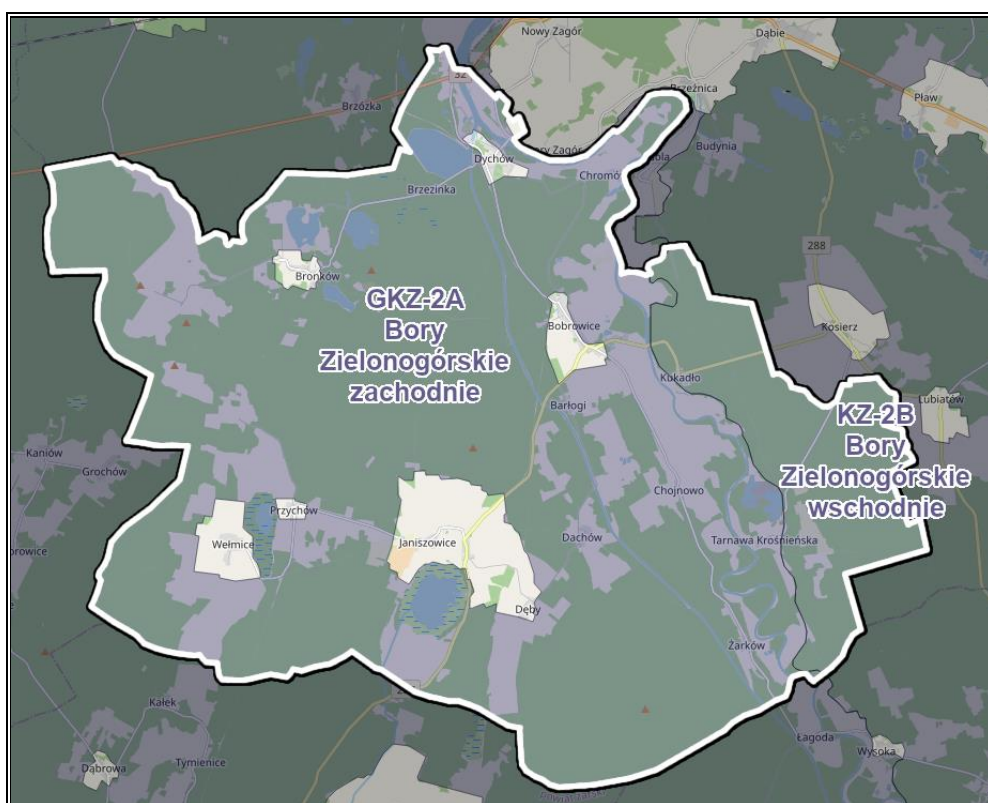 Nowy Zagór
Dąbie
32
Brzózka
Brzeźnica
Pław
Dychów
Budynia
Chromów
Brzezinka
288
Bronków
GKZ-2A
Bory
Zielonogórskie
zachodnie
Bobrowice
Kosierz
Kukadło
Lubiatów
Barłogi
KZ-2B
Bory
Zielonogórskie
wschodnie
Kaniów
Grochów
Chojnowo
Przychów
Wełmice
Janiszowice
Dachów
Tarnawa Krośnieńska
Dęby
Żarków
Kałek
Łagoda
Wysoka
Dąbrowa
Tymienice